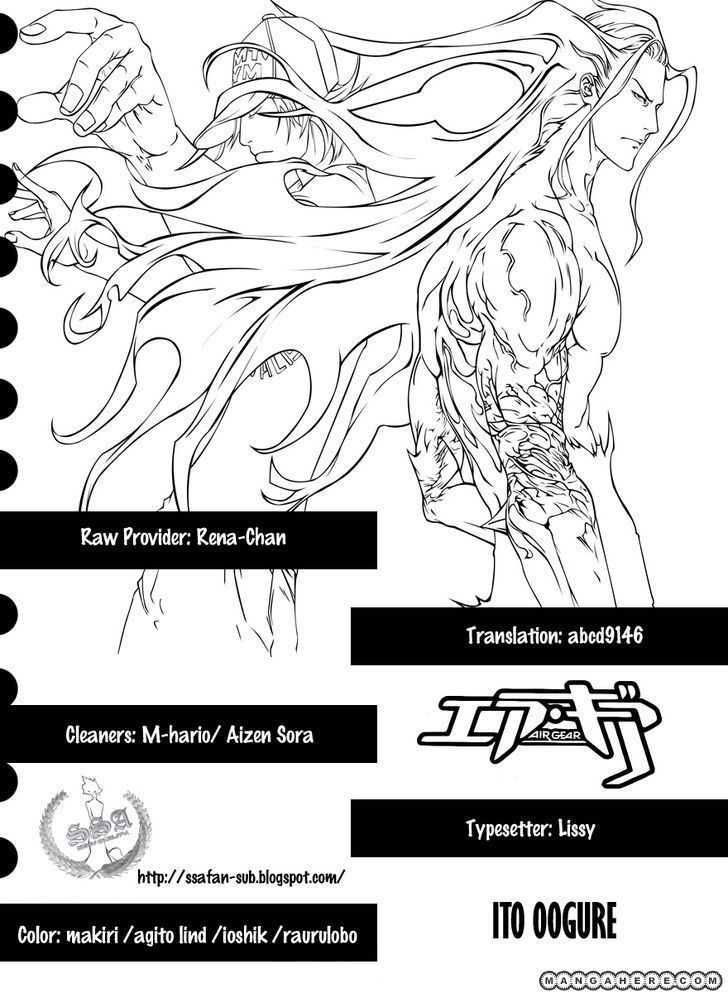 Raw Provider: Rena-Chan
Translation: abcd9146
Cleaners: M-hario/ Aizen Sora
エア・ギア
AIR GEAR
SSA
Typesetter: Lissy
http://ssafan-sub.blogspot.com/
Color: makiri /agito lind /ioshik /raurulobo
ITO OOGURE
MANGAHERE.COM